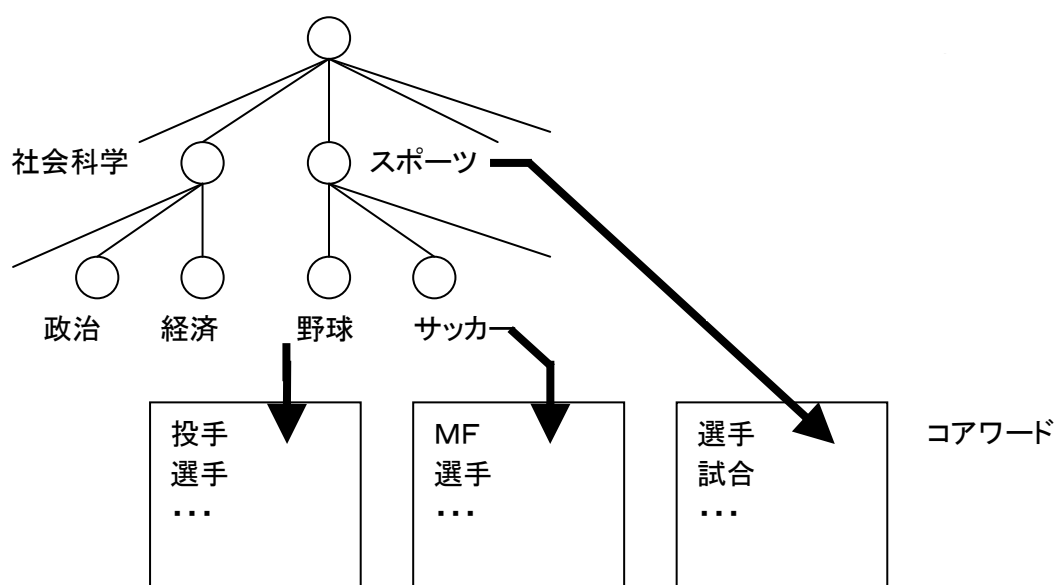 社会科学
スポーツ
政治
経済
野球
サッカー
投手
選手
・・・
MF
選手
・・・
選手
試合
・・・
コアワード